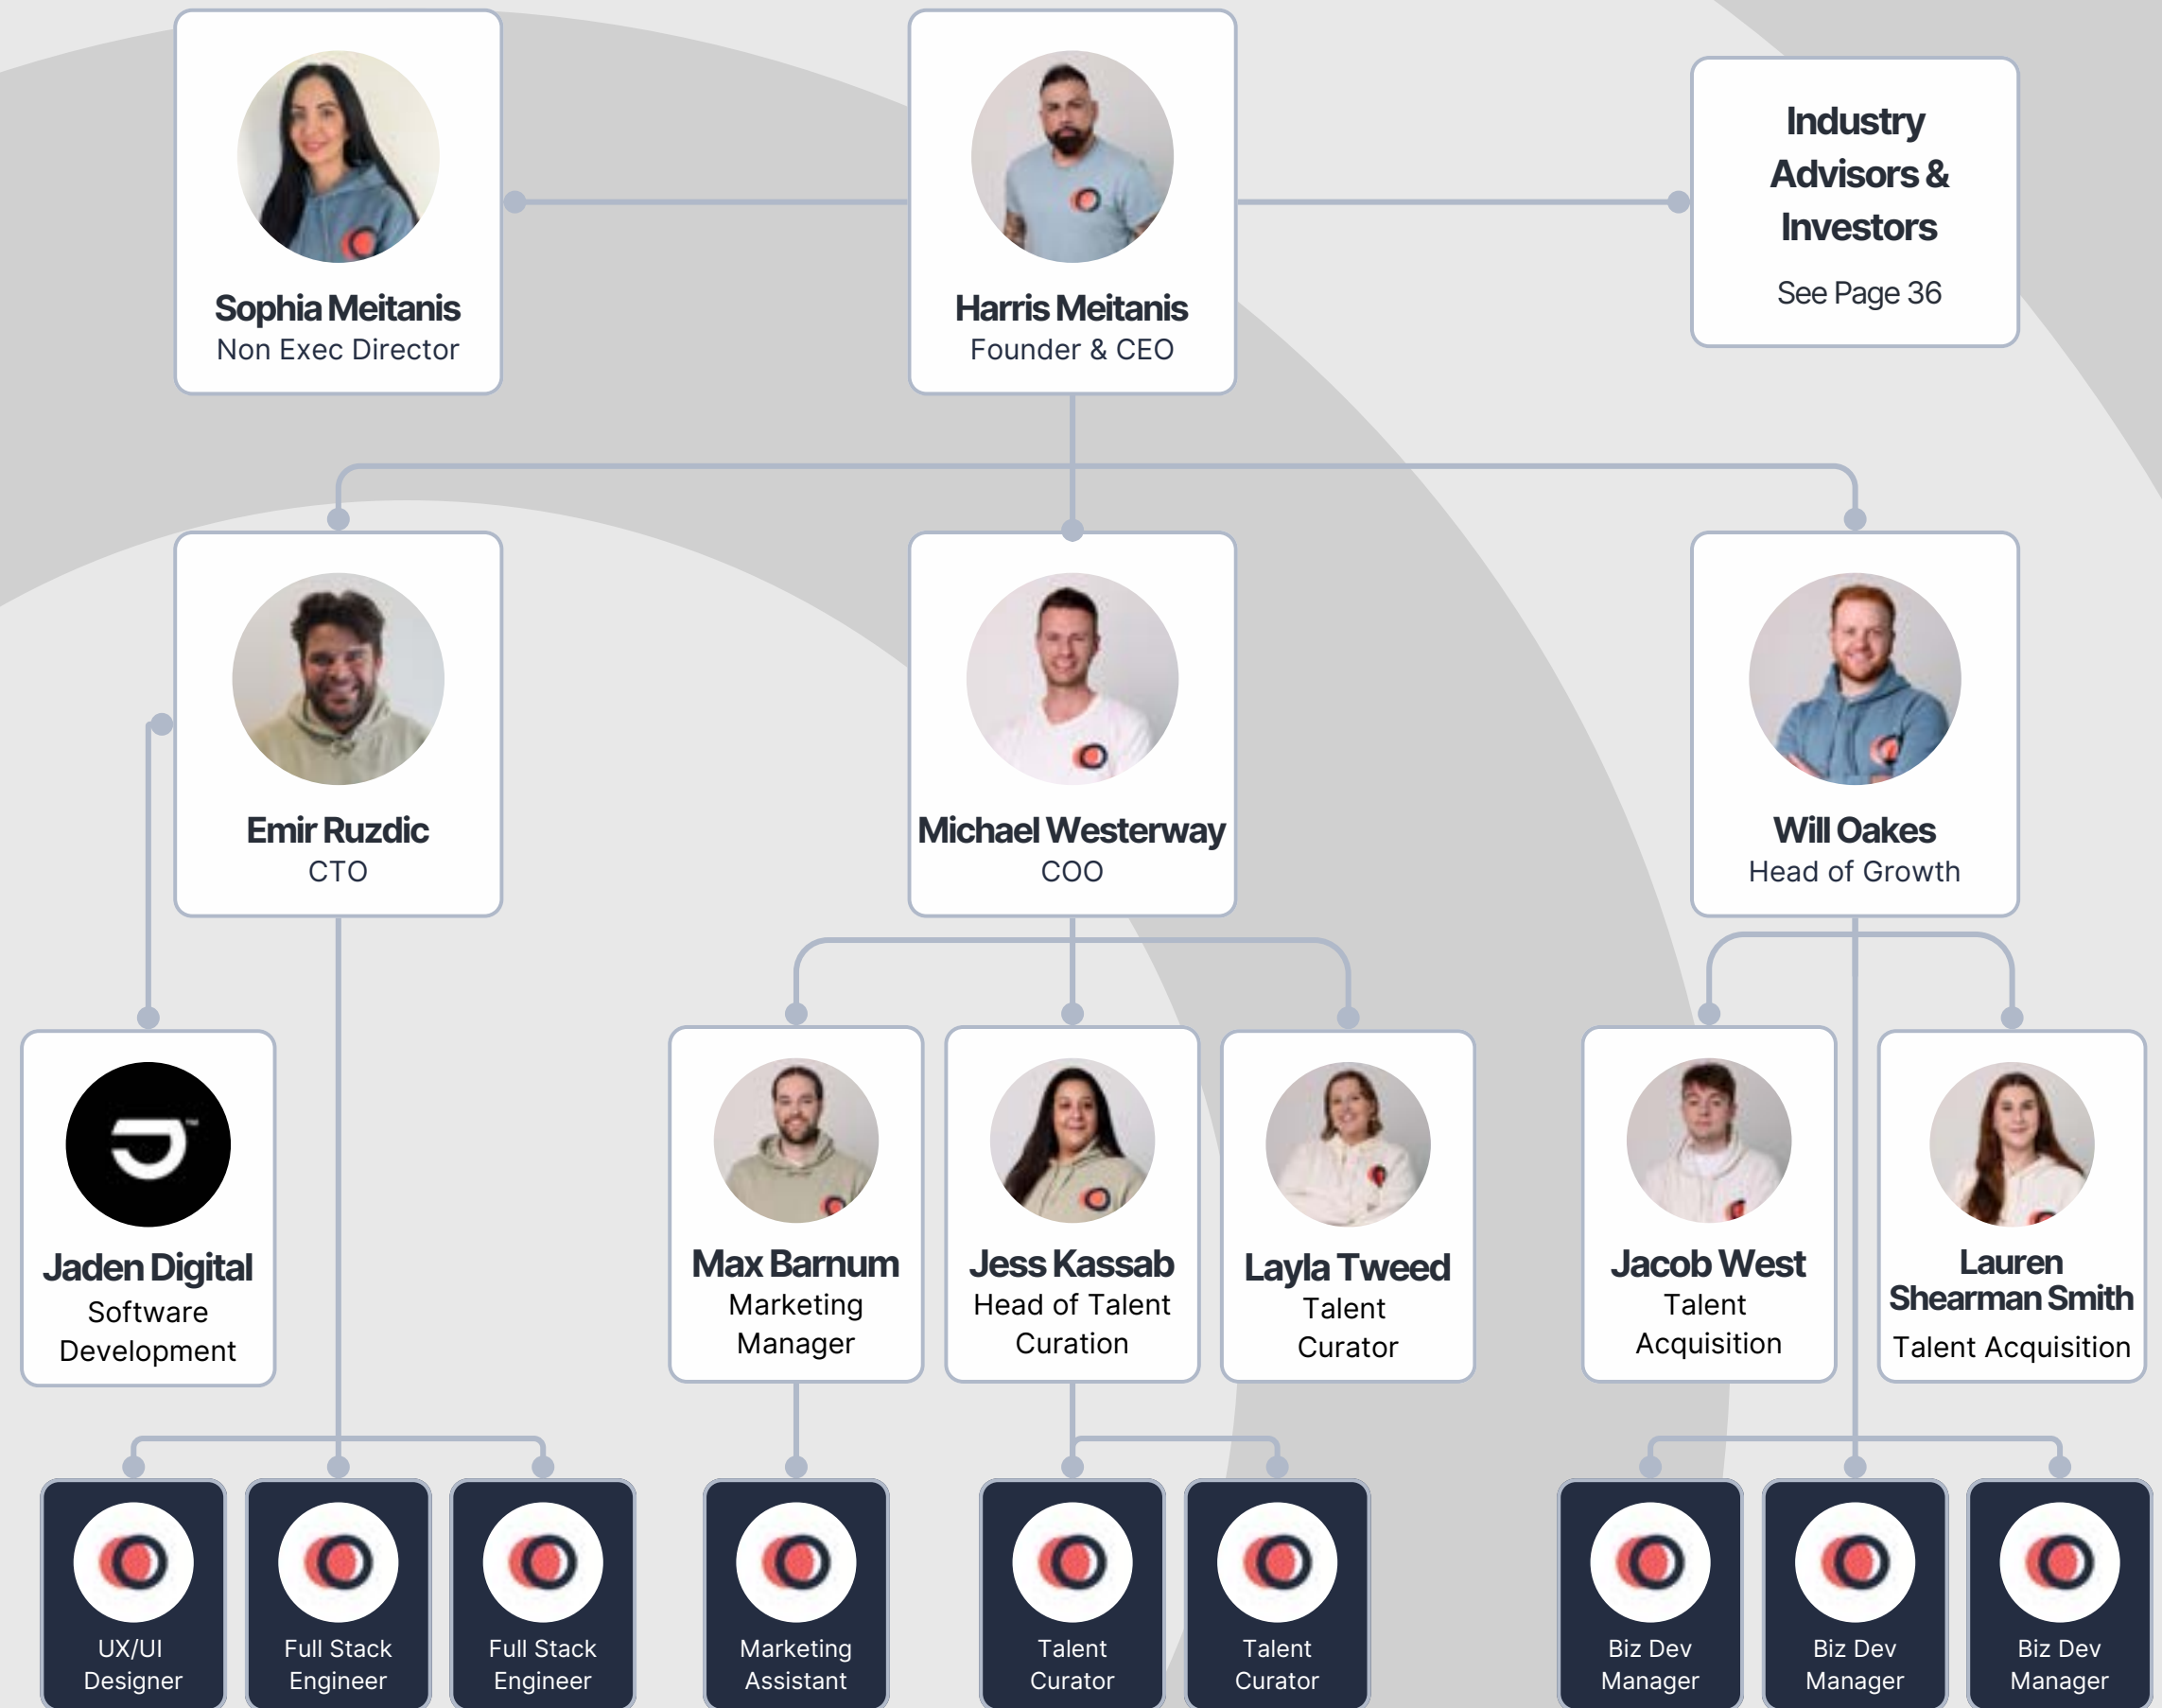 Industry
Advisors &
Investors
See Page 36
Sophia Meitanis
Non Exec Director
Harris Meitanis
Founder & CEO
Emir Ruzdic
CTO
Michael Westerway
COO
Will Oakes
Head of Growth
TM
Jaden Digital
Software
Development
Max Barnum
Marketing
Manager
Jess Kassab
Head of Talent
Curation
Layla Tweed
Talent
Curator
Jacob West
Talent
Acquisition
Lauren
Shearman Smith
Talent Acquisition
UX/UI
Designer
Full Stack
Engineer
Full Stack
Engineer
Marketing
Assistant
Talent
Curator
Talent
Curator
Biz Dev
Manager
Biz Dev
Manager
Biz Dev
Manager